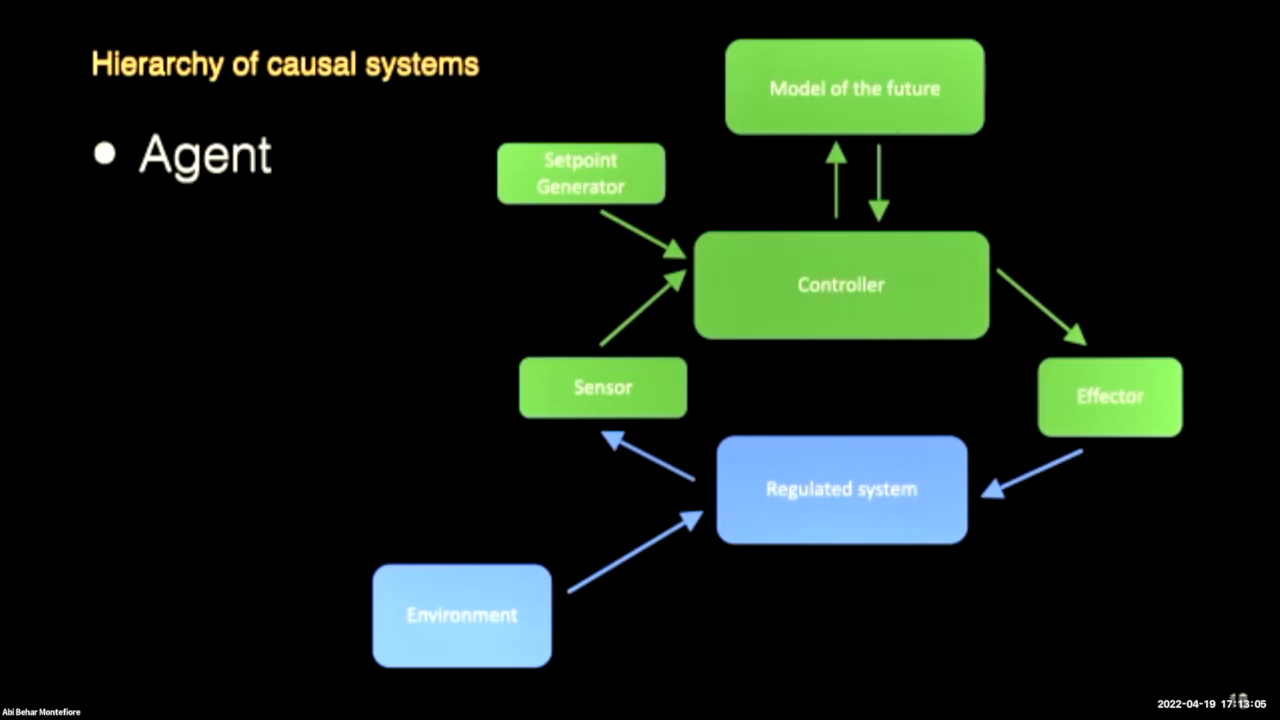 Hierarchy of causal systems
• Agent
Model of the future
Setpoint
Generator
Controller
Sensor
Effector
Regulated system
Environment
Abi Behar Montefiore
2022-04-19 17:13:05